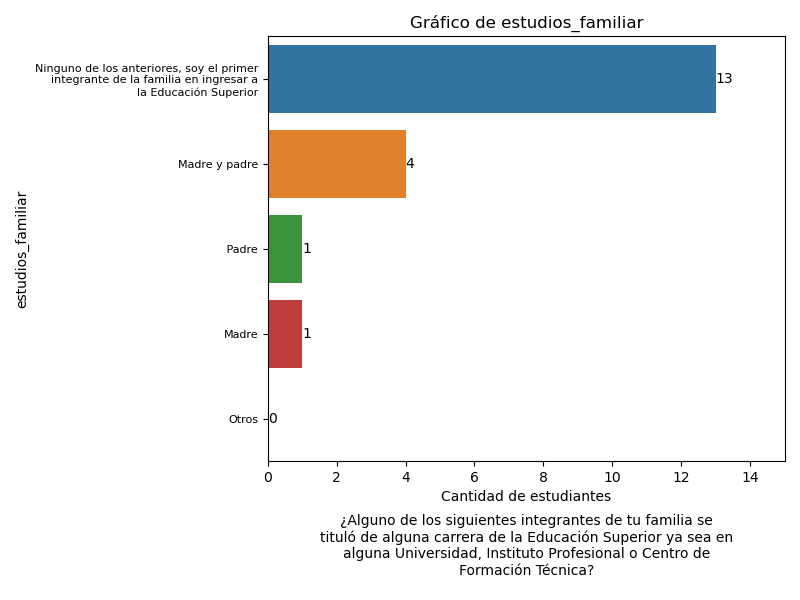 Gráfico de estudios_familiar
estudios_familiar
Ninguno de los anteriores, soy el primer
integrante de la familia en ingresar a
la Educación Superior
13
Madre y padre
4
Padre
1
Madre
1
Otros
0
0 2 4 6 8 10 12 14
Cantidad de estudiantes
¿Alguno de los siguientes integrantes de tu familia se
tituló de alguna carrera de la Educación Superior ya sea en
alguna Universidad, Instituto Profesional o Centro de
Formación Técnica?